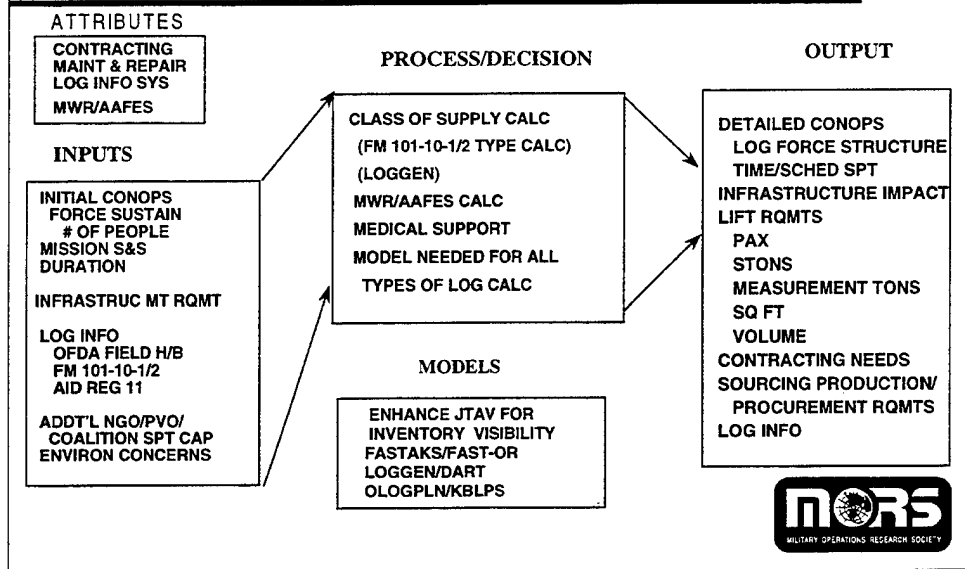 ATTRIBUTES
CONTRACTING
MAINT & REPAIR
LOG INFO SYS
MWR/AAFES
INPUTS
INITIAL CONOPS
FORCE SUSTAIN
# OF PEOPLE
MISSION S&S
DURATION
INFRASTRUC MT RQMT
LOG INFO
OFDA FIELD H/B
FM 101-10-1/2
AID REG 11
ADDT'L NGO/PVO/
COALITION SPT CAP
ENVIRON CONCERNS
PROCESS/DECISION
CLASS OF SUPPLY CALC
(FM 101-10-1/2 TYPE CALC)
(LOGGEN)
MWR/AAFES CALC
MEDICAL SUPPORT
MODEL NEEDED FOR ALL
TYPES OF LOG CALC
MODELS
ENHANCE JTAV FOR
INVENTORY VISIBILITY
FASTAKS/FAST-OR
LOGGEN/DART
OLOGPLN/KBLPS
OUTPUT
DETAILED CONOPS
LOG FORCE STRUCTURE
TIME/SCHED SPT
INFRASTRUCTURE IMPACT
LIFT RQMTS
PAX
STONS
MEASUREMENT TONS
SQ FT
VOLUME
CONTRACTING NEEDS
SOURCING PRODUCTION/
PROCUREMENT RQMTS
LOG INFO
MORS
MILITARY OPERATIONS RESEARCH SOCIETY